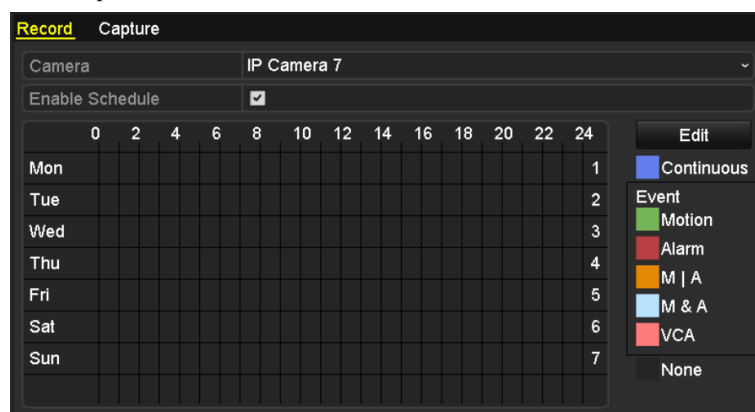 Record Capture
Camera IP Camera 7
Enable Schedule
0 2 4 6 8 10 12 14 16 18 20 22 24
Mon 1
Tue 2
Wed 3
Thu 4
Fri 5
Sat 6
Sun 7
Edit
Continuous
Event
Motion
Alarm
M | A
M & A
VCA
None